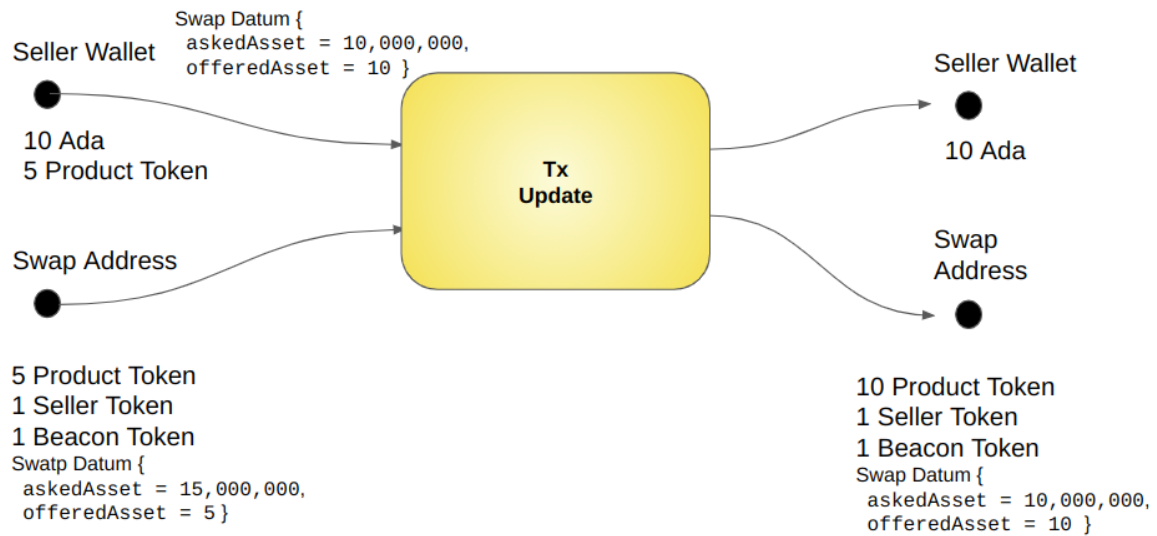 Swap Datum {
askedAsset = 10,000,000,
offeredAsset = 10 }
Seller Wallet
10 Ada
5 Product Token
Swap Address
5 Product Token
1 Seller Token
1 Beacon Token
Swatp Datum {
askedAsset = 15,000,000,
offeredAsset = 5 }
Tx
Update
Seller Wallet
10 Ada
Swap
Address
10 Product Token
1 Seller Token
1 Beacon Token
Swap Datum {
askedAsset = 10,000,000,
offeredAsset = 10 }